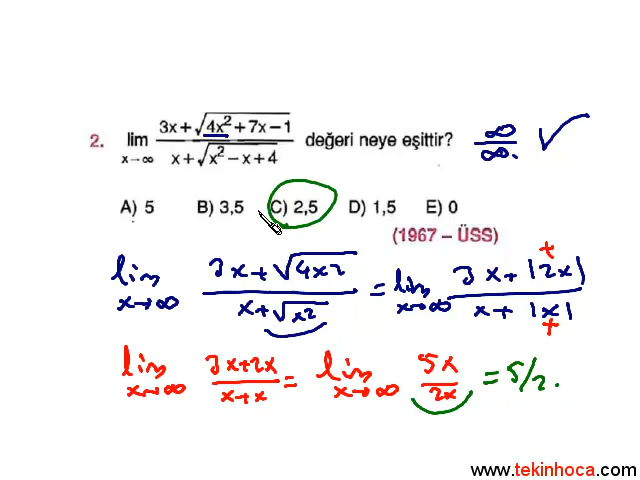 2. lim x→∞ 3x+√4x²+7x−1 / x+√x²−x+4 değeri neye eşittir? ∞/∞. ✓
A) 5 B) 3,5 C) 2,5 D) 1,5 E) 0
(1967 – ÜSS)
lim x→∞ 3x+√4x2 / x+√x² = lim x→∞ 3x+|2x| / x+|x| + +
lim x→∞ 3x+2x / x+x = lim x→∞ 5x / 2x = 5/2.
www.tekinhoca.com